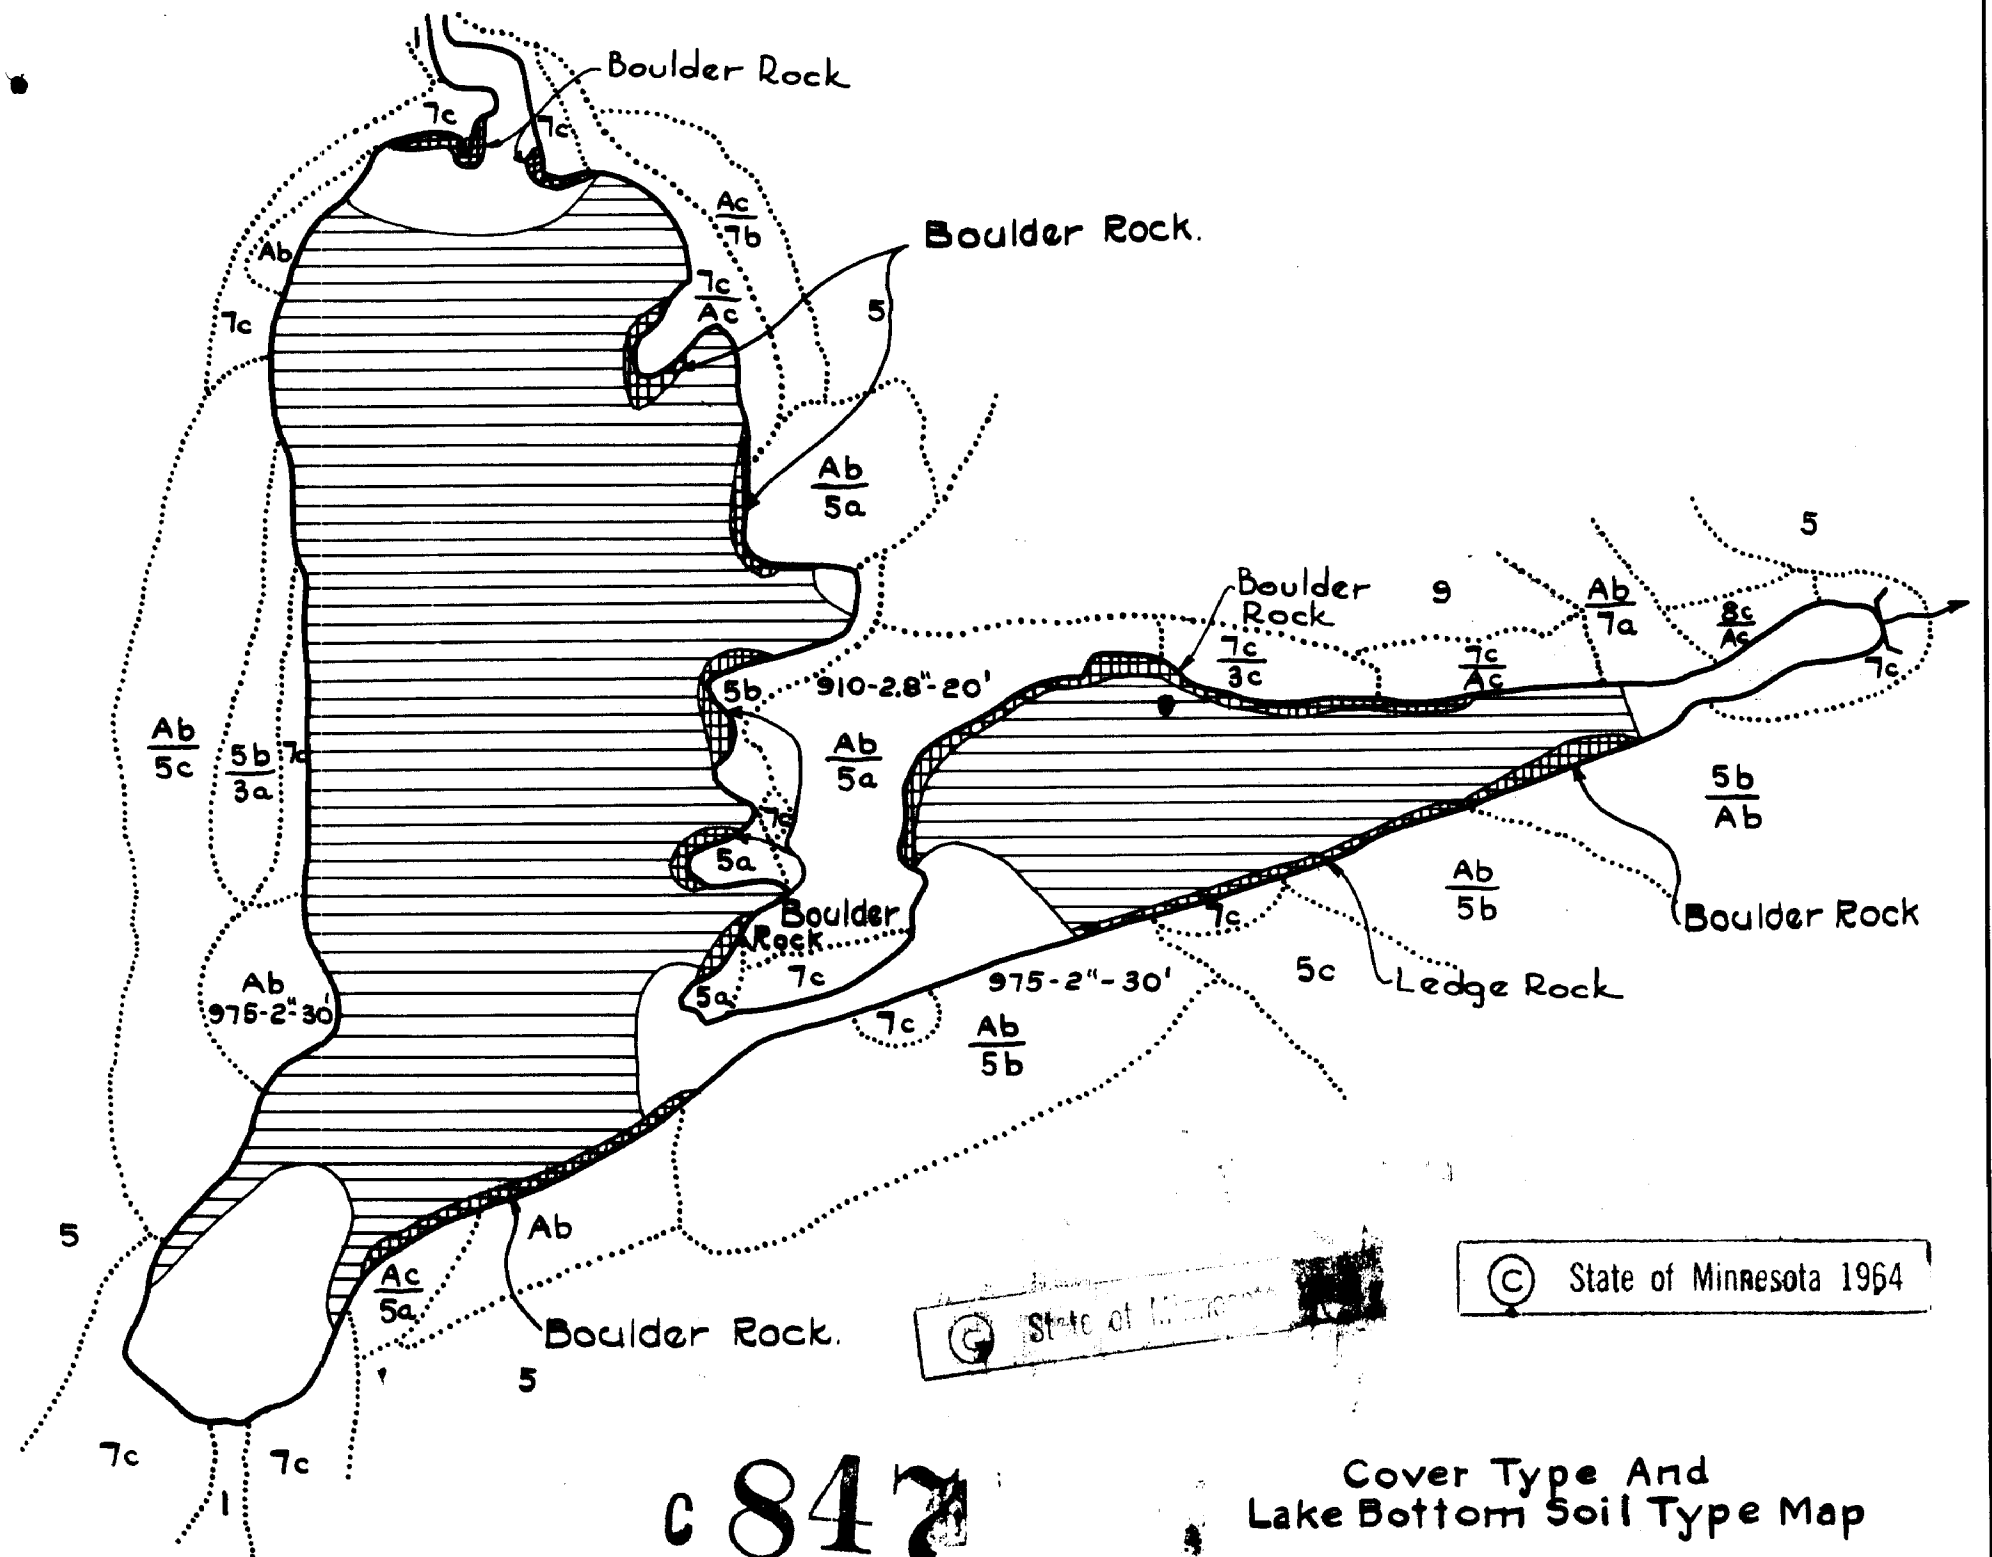 Boulder Rock
7c
7c
Ac
7b
Boulder Rock.
Ab
7c
Ac
5
7c
Ab
5a
5
Boulder
Rock
9
Ab
7a
8c
Ac
7c
3c
7c
Ac
7c
5b
910-2.8"-20'
Ab
5c
5b
3a
7c
Ab
5a
5b
Ab
7c
5a
Ab
5b
Boulder
Rock
7c
Boulder Rock
7c
5a
5c
Ledge Rock
975-2"-30'
Ab
975-2"-30'
7c
Ab
5b
5
Ab
Ac
5a
Boulder Rock.
5
© State of Minnesota
© State of Minnesota 1964
7c
7c
1
c 847
Cover Type And
Lake Bottom Soil Type Map